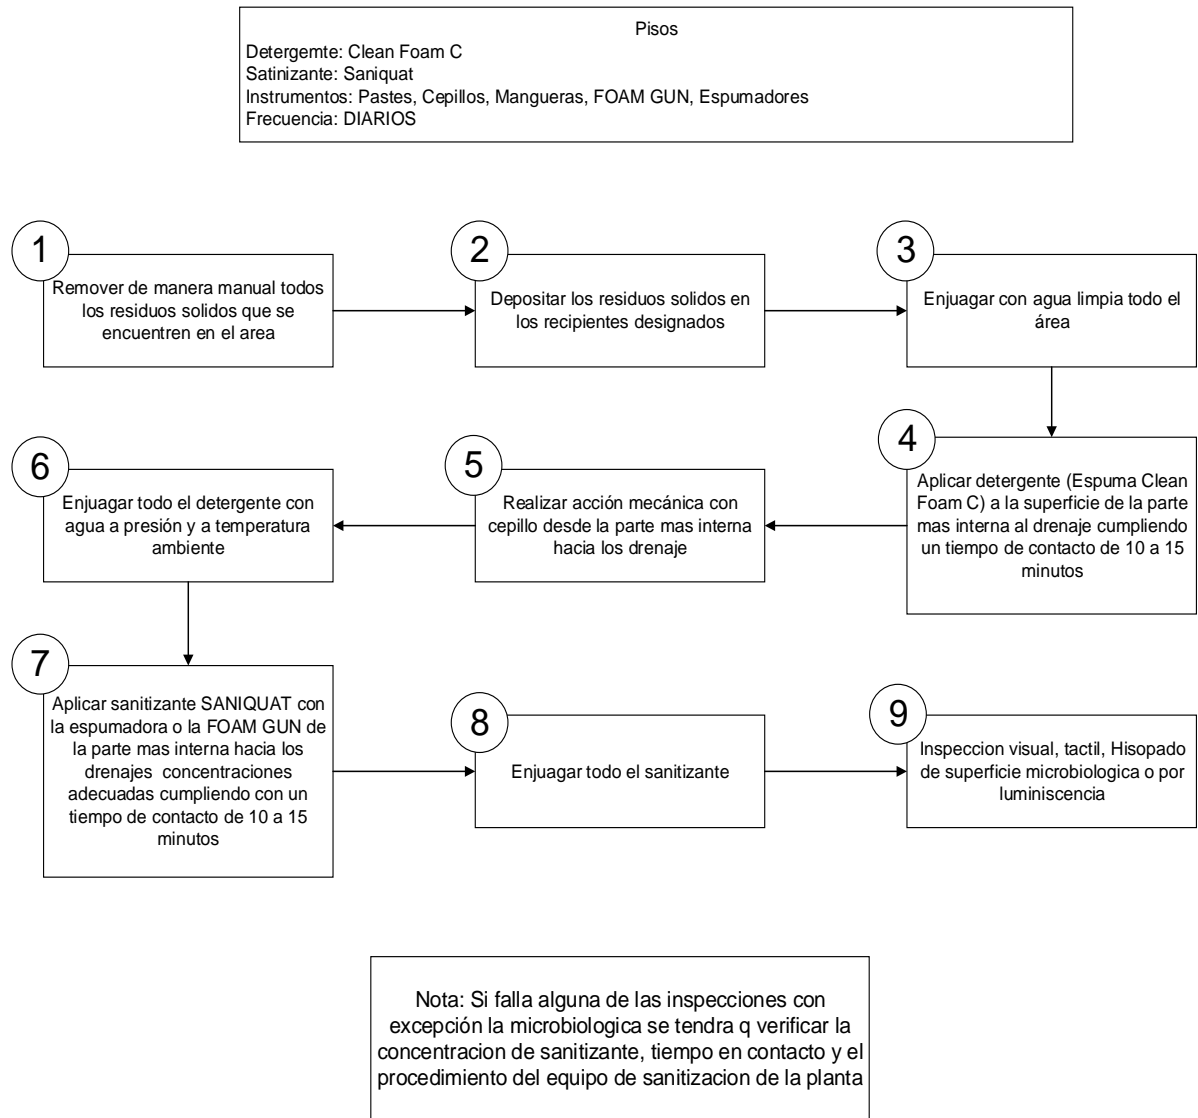 Pisos
Detergemte: Clean Foam C
Satinizante: Saniquat
Instrumentos: Pastes, Cepillos, Mangueras, FOAM GUN, Espumadores
Frecuencia: DIARIOS
1
Remover de manera manual todos
los residuos solidos que se
encuentren en el area
2
Depositar los residuos solidos en
los recipientes designados
3
Enjuagar con agua limpia todo el
área
4
Aplicar detergente (Espuma Clean
Foam C) a la superficie de la parte
mas interna al drenaje cumpliendo
un tiempo de contacto de 10 a 15
minutos
5
Realizar acción mecánica con
cepillo desde la parte mas interna
hacia los drenaje
6
Enjuagar todo el detergente con
agua a presión y a temperatura
ambiente
7
Aplicar sanitizante SANIQUAT con
la espumadora o la FOAM GUN de
la parte mas interna hacia los
drenajes concentraciones
adecuadas cumpliendo con un
tiempo de contacto de 10 a 15
minutos
8
Enjuagar todo el sanitizante
9
Inspeccion visual, tactil, Hisopado
de superficie microbiologica o por
luminiscencia
Nota: Si falla alguna de las inspecciones con
excepción la microbiologica se tendra q verificar la
concentracion de sanitizante, tiempo en contacto y el
procedimiento del equipo de sanitizacion de la planta